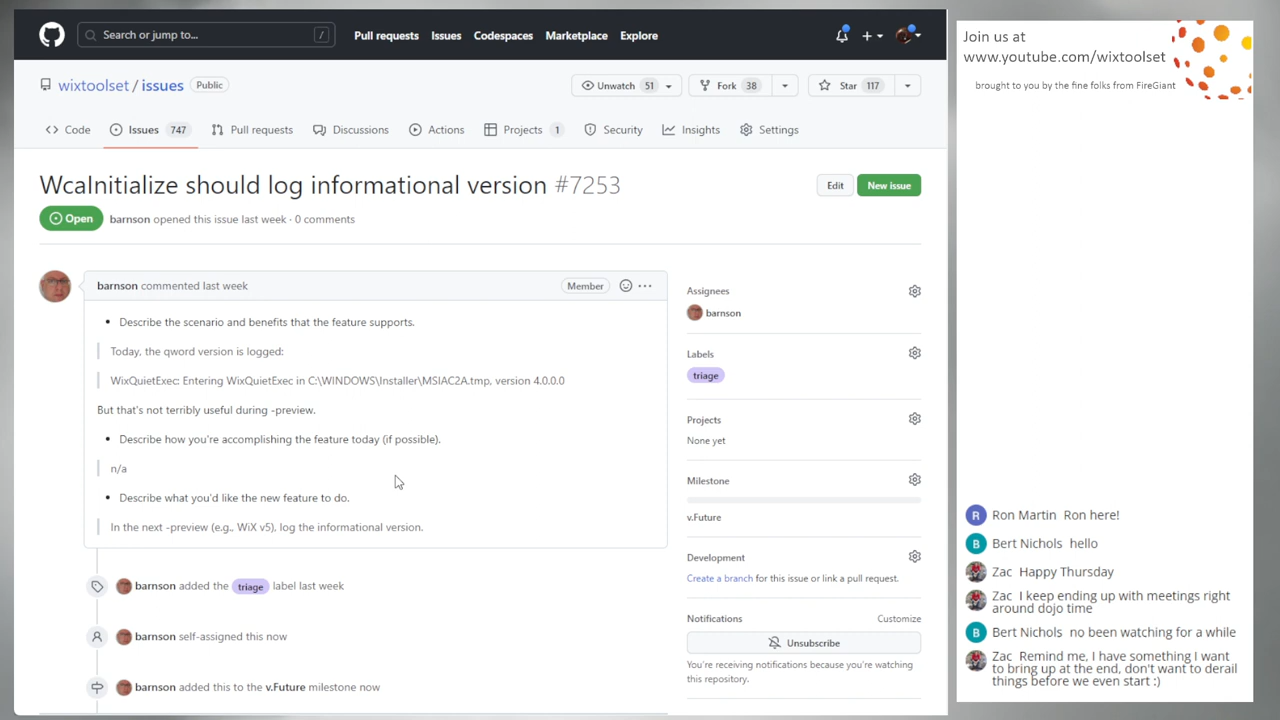 Search or jump to...
/
Pull requests
Issues
Codespaces
Marketplace
Explore
wixtoolset / issues
Public
Unwatch 51
Fork 38
Star 117
Code
Issues 747
Pull requests
Discussions
Actions
Projects 1
Security
Insights
Settings
WcaInitialize should log informational version #7253
Edit
New issue
Open
barnson opened this issue last week · 0 comments
barnson commented last week
Member
• Describe the scenario and benefits that the feature supports.
Today, the qword version is logged:
WixQuietExec: Entering WixQuietExec in C:\WINDOWS\Installer\MSIAC2A.tmp, version 4.0.0.0
But that's not terribly useful during -preview.
• Describe how you're accomplishing the feature today (if possible).
n/a
• Describe what you'd like the new feature to do.
In the next -preview (e.g., WiX v5), log the informational version.
barnson added the triage label last week
barnson self-assigned this now
barnson added this to the v.Future milestone now
Assignees
barnson
Labels
triage
Projects
None yet
Milestone
v.Future
Development
Create a branch for this issue or link a pull request.
Notifications
Customize
Unsubscribe
You're receiving notifications because you're watching
this repository.
Join us at
www.youtube.com/wixtoolset
brought to you by the fine folks from FireGiant
R Ron Martin Ron here!
B Bert Nichols hello
Zac Happy Thursday
Zac I keep ending up with meetings right
around dojo time
B Bert Nichols no been watching for a while
Zac Remind me, I have something I want
to bring up at the end, don't want to derail
things before we even start :)